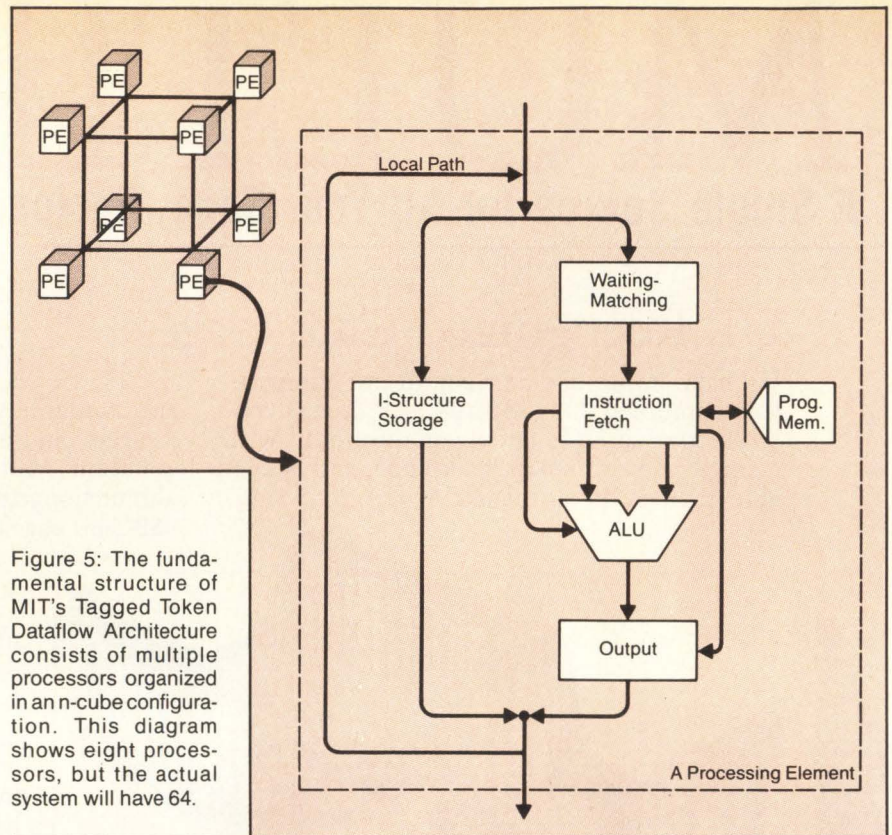 PE
PE
PE
PE
PE
PE
PE
PE
Local Path
Waiting-
Matching
I-Structure
Storage
Instruction
Fetch
Prog.
Mem.
ALU
Output
A Processing Element
Figure 5: The funda-
mental structure of
MIT's Tagged Token
Dataflow Architecture
consists of multiple
processors organized
in an n-cube configura-
tion. This diagram
shows eight proces-
sors, but the actual
system will have 64.